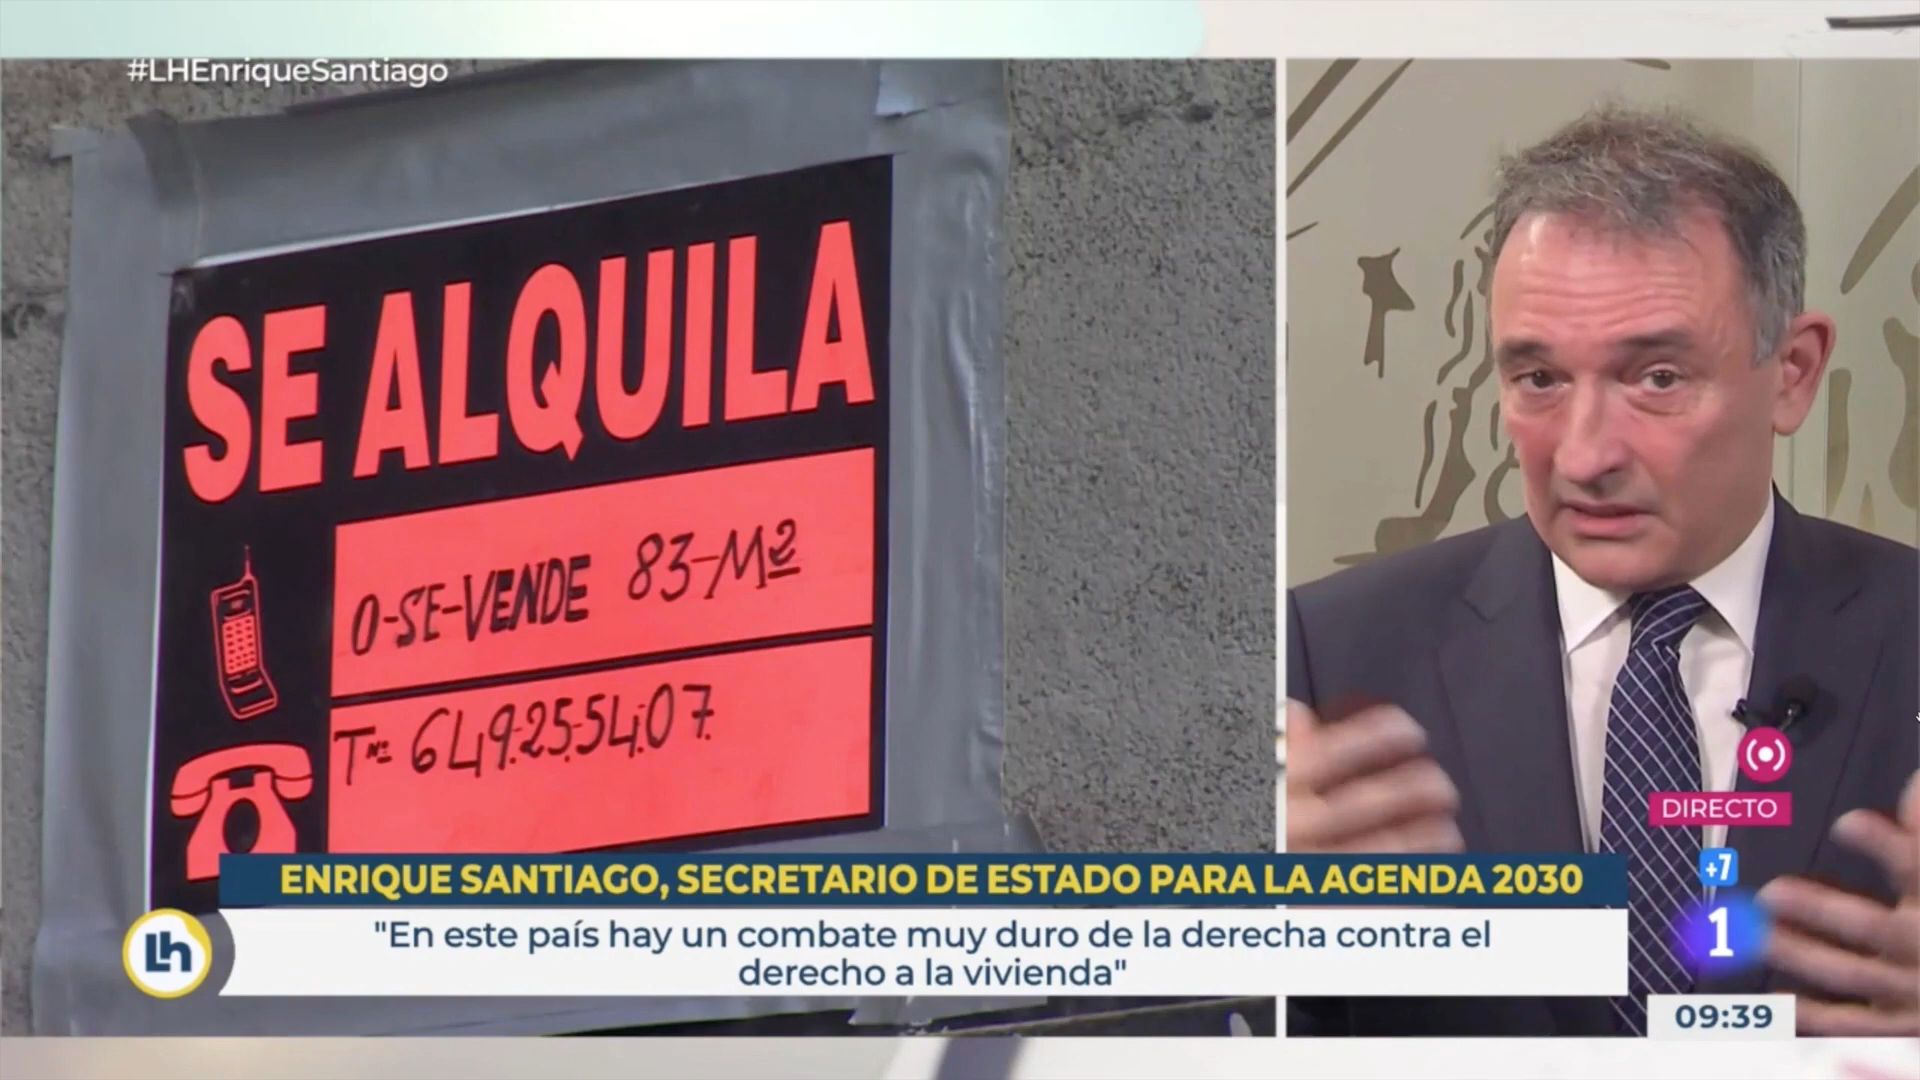 #LHEnriqueSantiago
SE ALQUILA
O-SE-VENDE 83-M²
Tnº 649.25.54.07
DIRECTO
+7
1
ENRIQUE SANTIAGO, SECRETARIO DE ESTADO PARA LA AGENDA 2030
Lh
"En este país hay un combate muy duro de la derecha contra el
derecho a la vivienda"
09:39